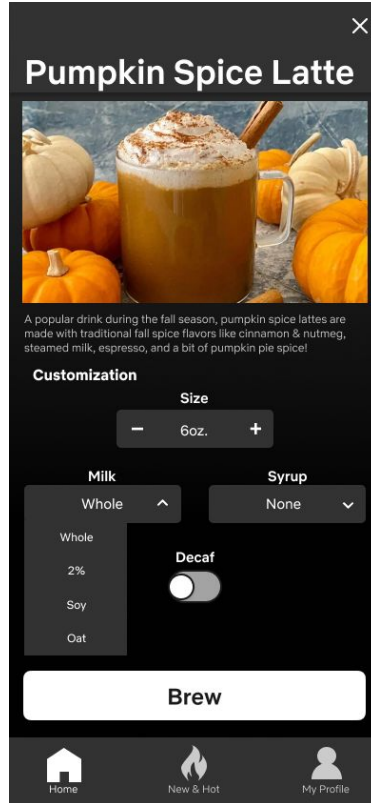 Pumpkin Spice Latte
A popular drink during the fall season, pumpkin spice lattes are
made with traditional fall spice flavors like cinnamon & nutmeg,
steamed milk, espresso, and a bit of pumpkin pie spice!
Customization
Size
6oz.
Milk
Syrup
Whole
None
Whole
2%
Soy
Oat
Decaf
Brew
Home
New & Hot
My Profile